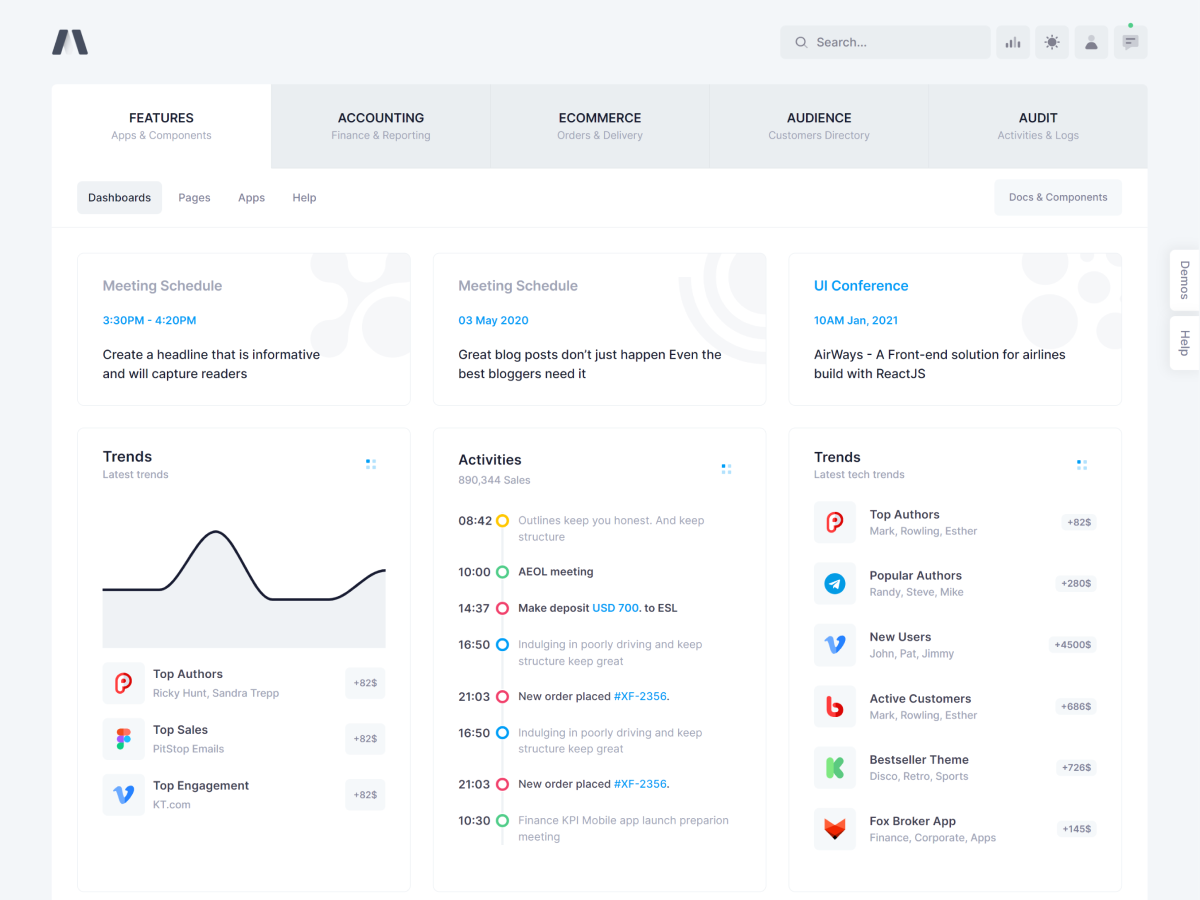 Search...
FEATURES
Apps & Components
ACCOUNTING
Finance & Reporting
ECOMMERCE
Orders & Delivery
AUDIENCE
Customers Directory
AUDIT
Activities & Logs
Dashboards
Pages
Apps
Help
Docs & Components
Demos
Help
Meeting Schedule
3:30PM - 4:20PM
Create a headline that is informative
and will capture readers
Meeting Schedule
03 May 2020
Great blog posts don’t just happen Even the
best bloggers need it
UI Conference
10AM Jan, 2021
AirWays - A Front-end solution for airlines
build with ReactJS
Trends
Latest trends
Top Authors
Ricky Hunt, Sandra Trepp
+82$
Top Sales
PitStop Emails
+82$
Top Engagement
KT.com
+82$
Activities
890,344 Sales
08:42 Outlines keep you honest. And keep
structure
10:00 AEOL meeting
14:37 Make deposit USD 700. to ESL
16:50 Indulging in poorly driving and keep
structure keep great
21:03 New order placed #XF-2356.
16:50 Indulging in poorly driving and keep
structure keep great
21:03 New order placed #XF-2356.
10:30 Finance KPI Mobile app launch preparion
meeting
Trends
Latest tech trends
Top Authors
Mark, Rowling, Esther
+82$
Popular Authors
Randy, Steve, Mike
+280$
New Users
John, Pat, Jimmy
+4500$
Active Customers
Mark, Rowling, Esther
+686$
Bestseller Theme
Disco, Retro, Sports
+726$
Fox Broker App
Finance, Corporate, Apps
+145$